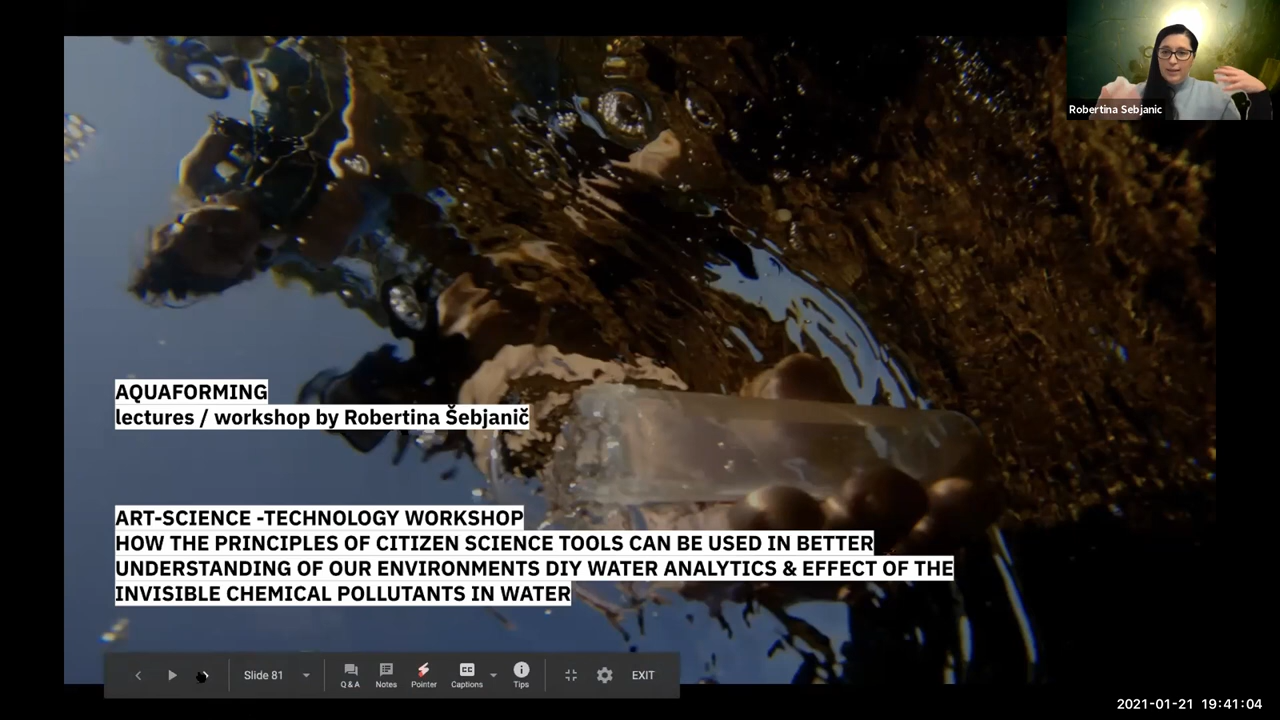 Robertina Sebjanic
AQUAFORMING
lectures / workshop by Robertina Šebjanič
ART-SCIENCE -TECHNOLOGY WORKSHOP
HOW THE PRINCIPLES OF CITIZEN SCIENCE TOOLS CAN BE USED IN BETTER
UNDERSTANDING OF OUR ENVIRONMENTS DIY WATER ANALYTICS & EFFECT OF THE
INVISIBLE CHEMICAL POLLUTANTS IN WATER
Slide 81
Q & A
Notes
Pointer
CC
Captions
Tips
EXIT
2021-01-21 19:41:04